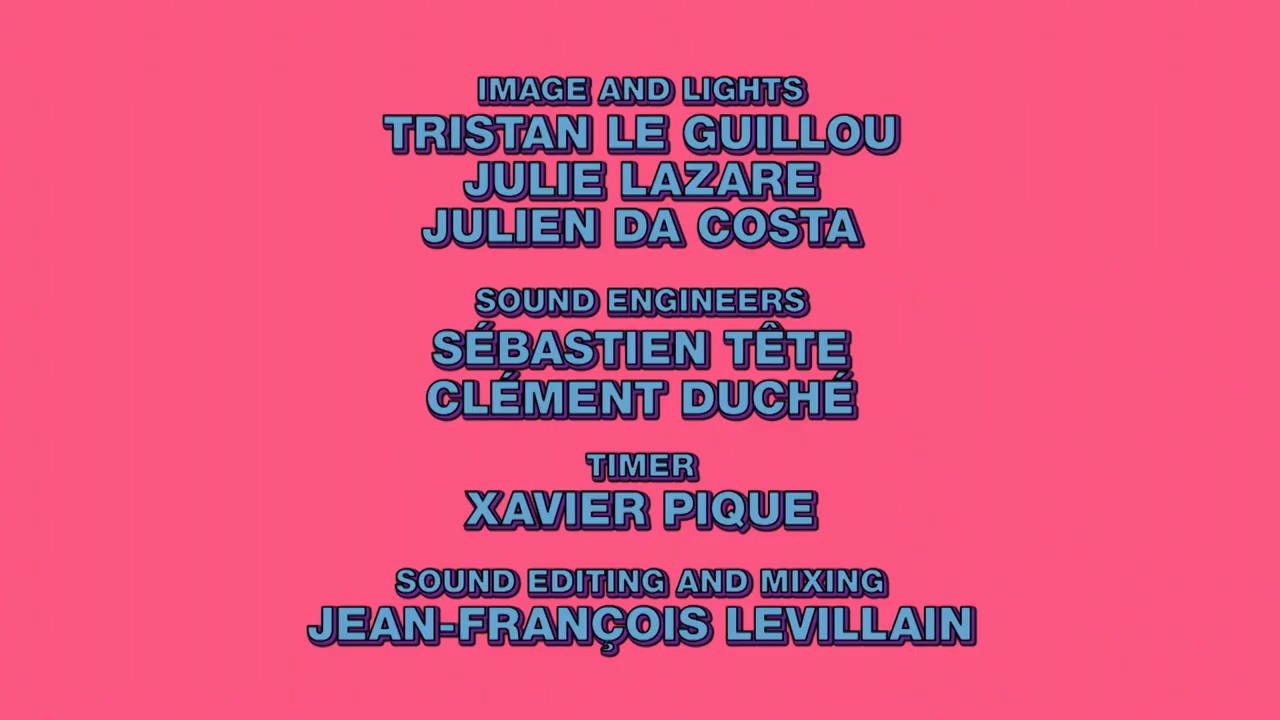 IMAGE AND LIGHTS
TRISTAN LE GUILLOU
JULIE LAZARE
JULIEN DA COSTA
SOUND ENGINEERS
SÉBASTIEN TÊTE
CLÉMENT DUCHÉ
TIMER
XAVIER PIQUE
SOUND EDITING AND MIXING
JEAN-FRANÇOIS LEVILLAIN